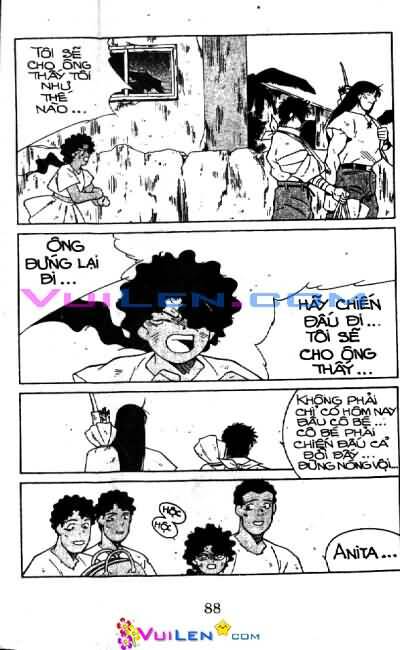 TÔI SẼ
CHO ÔNG
THẤY TÔI
NHƯ
THẾ
NÀO...
ÔNG
ĐỨNG LẠI
ĐI...
HÃY CHIẾN
ĐẤU ĐI...
TÔI SẼ
CHO ÔNG
THẤY...
VUILEN.COM
KHÔNG PHẢI
CHỈ CÓ HÔM NAY
ĐÂU CÔ BÉ...
CÔ BÉ PHẢI
CHIẾN ĐẤU CẢ
ĐỜI ĐẤY...
ĐỪNG NÓNG VỘI...
HỘC
HỘC
ANITA...
88
VUILEN.COM